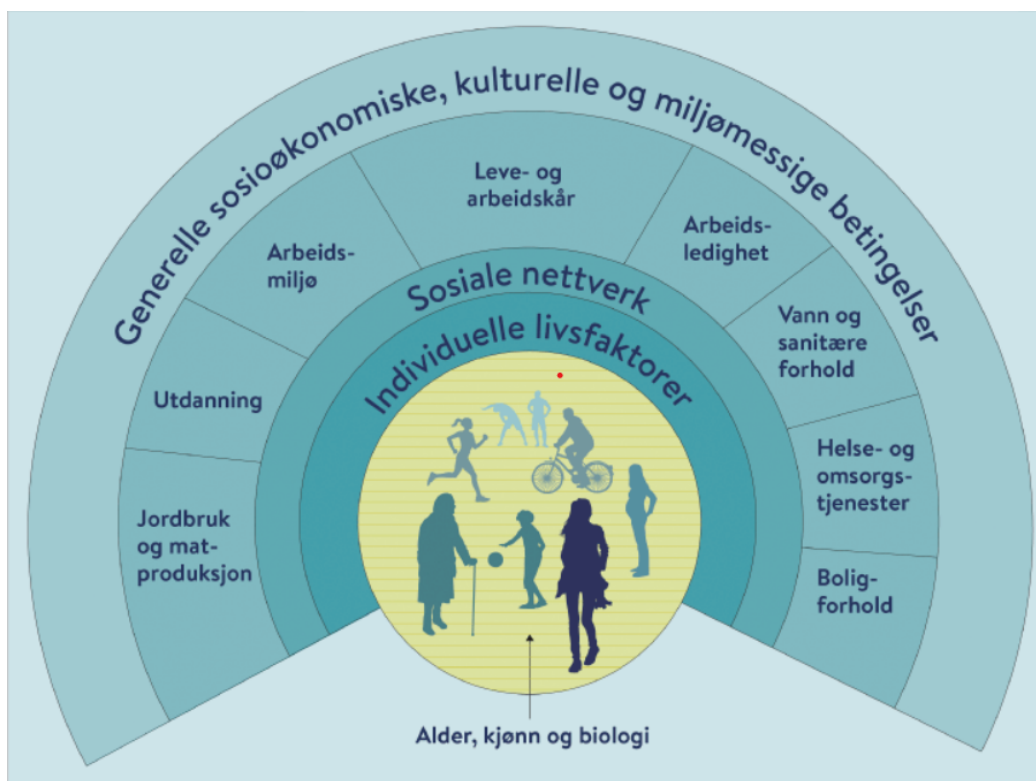 Generelle sosioøkonomiske, kulturelle og miljømessige betingelser
Leve- og
arbeidskår
Arbeids-
miljø
Arbeids-
ledighet
Utdanning
Vann og
sanitære
forhold
Jordbruk
og mat-
produksjon
Helse- og
omsorgs-
tjenester
Bolig-
forhold
Sosiale nettverk
Individuelle livsfaktorer
Alder, kjønn og biologi